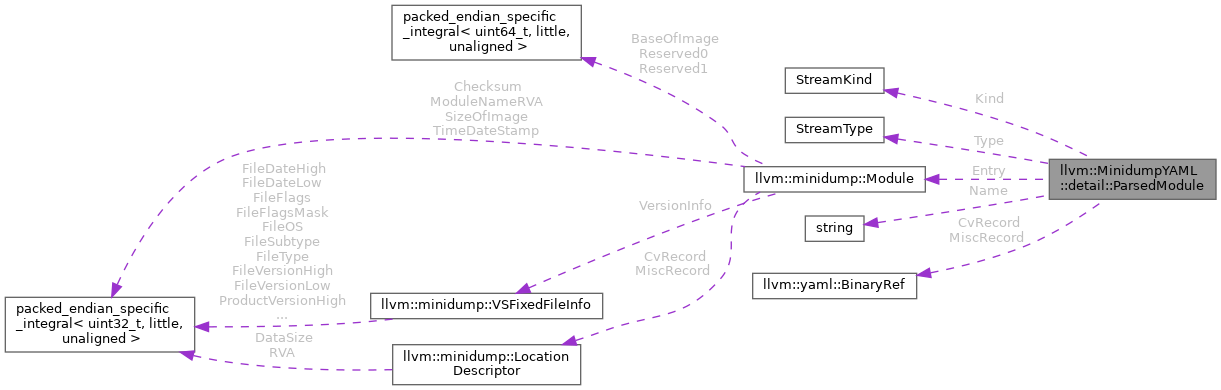 packed_endian_specific
_integral< uint64_t, little,
unaligned >
BaseOfImage
Reserved0
Reserved1
StreamKind
Kind
Checksum
ModuleNameRVA
SizeOfImage
TimeDateStamp
StreamType
Type
llvm::minidump::Module
Entry
llvm::MinidumpYAML
::detail::ParsedModule
Name
FileDateHigh
FileDateLow
FileFlags
FileFlagsMask
FileOS
FileSubtype
FileType
FileVersionHigh
FileVersionLow
ProductVersionHigh
...
VersionInfo
string
CvRecord
MiscRecord
CvRecord
MiscRecord
llvm::yaml::BinaryRef
packed_endian_specific
_integral< uint32_t, little,
unaligned >
llvm::minidump::VSFixedFileInfo
DataSize
RVA
llvm::minidump::Location
Descriptor